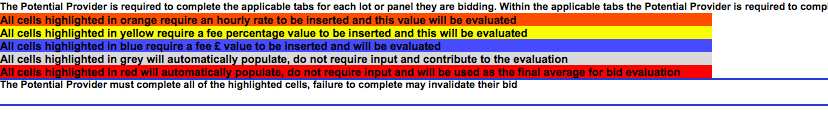 The Potential Provider is required to complete the applicable tabs for each lot or panel they are bidding. Within the applicable tabs the Potential Provider is required to comp
All cells highlighted in orange require an hourly rate to be inserted and this value will be evaluated
All cells highlighted in yellow require a fee percentage value to be inserted and this will be evaluated
All cells highlighted in blue require a fee £ value to be inserted and will be evaluated
All cells highlighted in grey will automatically populate, do not require input and contribute to the evaluation
All cells highlighted in red will automatically populate, do not require input and will be used as the final average for bid evaluation
The Potential Provider must complete all of the highlighted cells, failure to complete may invalidate their bid